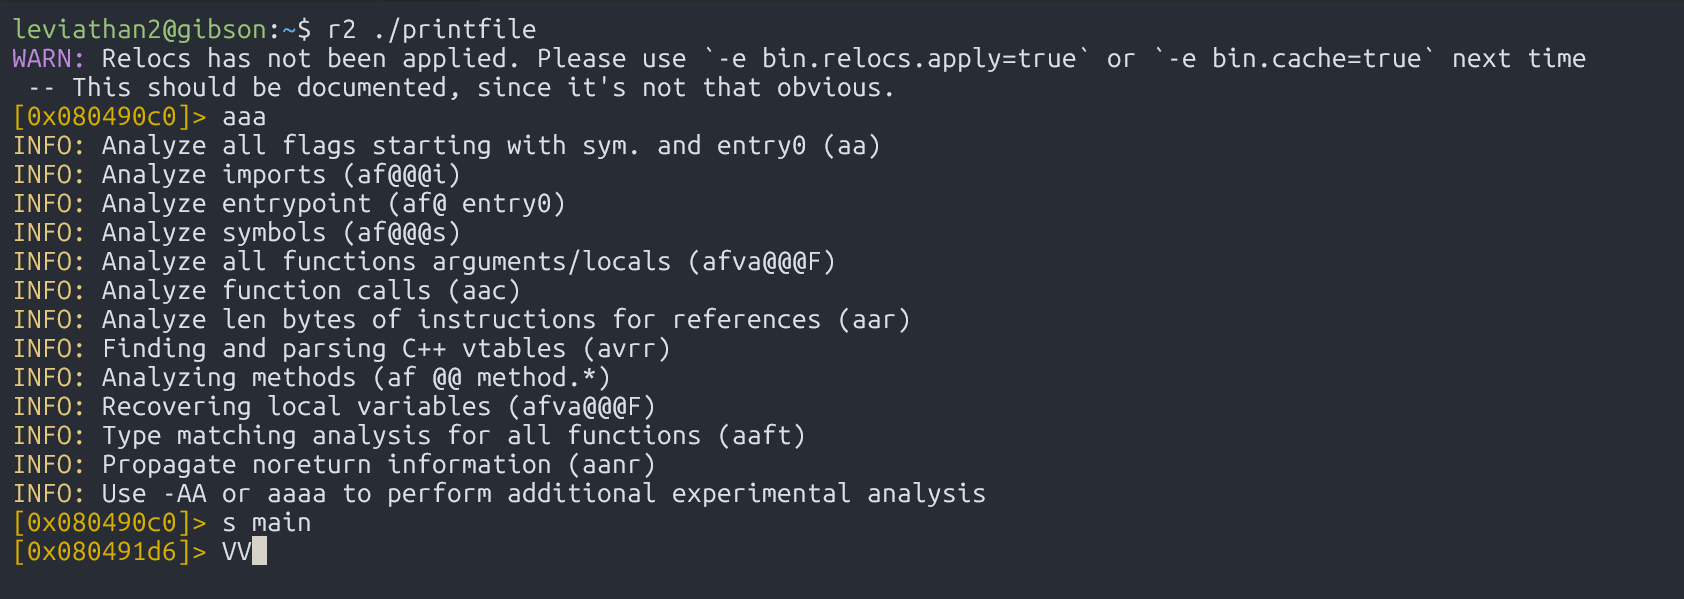 leviathan2@gibson:~$ r2 ./printfile
WARN: Relocs has not been applied. Please use `-e bin.relocs.apply=true` or `-e bin.cache=true` next time
 -- This should be documented, since it's not that obvious.
[0x080490c0]> aaa
INFO: Analyze all flags starting with sym. and entry0 (aa)
INFO: Analyze imports (af@@@i)
INFO: Analyze entrypoint (af@ entry0)
INFO: Analyze symbols (af@@@s)
INFO: Analyze all functions arguments/locals (afva@@@F)
INFO: Analyze function calls (aac)
INFO: Analyze len bytes of instructions for references (aar)
INFO: Finding and parsing C++ vtables (avrr)
INFO: Analyzing methods (af @@ method.*)
INFO: Recovering local variables (afva@@@F)
INFO: Type matching analysis for all functions (aaft)
INFO: Propagate noreturn information (aanr)
INFO: Use -AA or aaaa to perform additional experimental analysis
[0x080490c0]> s main
[0x080491d6]> VV